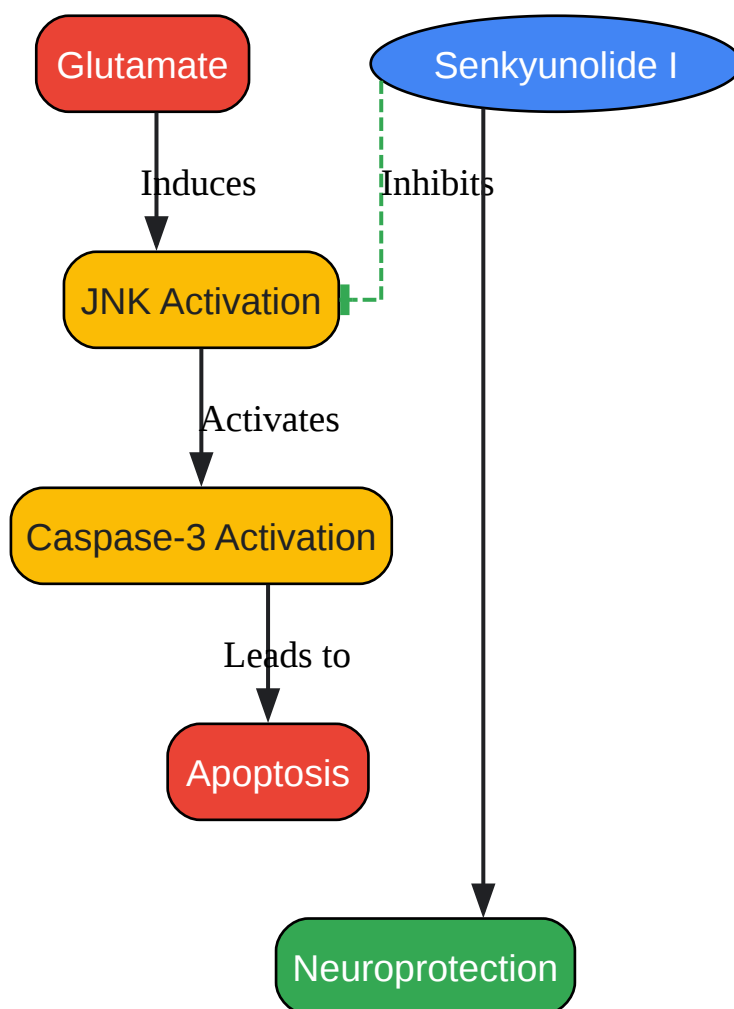 Glutamate
Senkyunolide I
Induces
Inhibits
JNK Activation
Activates
Caspase-3 Activation
Leads to
Apoptosis
Neuroprotection